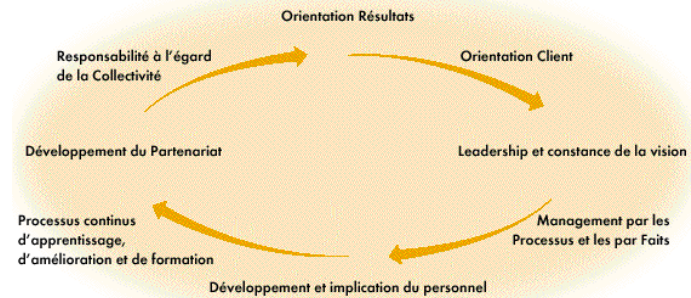 Orientation Résultats
Responsabilité à l'égard
de la Collectivité
Orientation Client
Développement du Partenariat
Leadership et constance de la vision
Processus continus
d'apprentissage,
d'amélioration et de formation
Management par les
Processus et les par Faits
Développement et implication du personnel